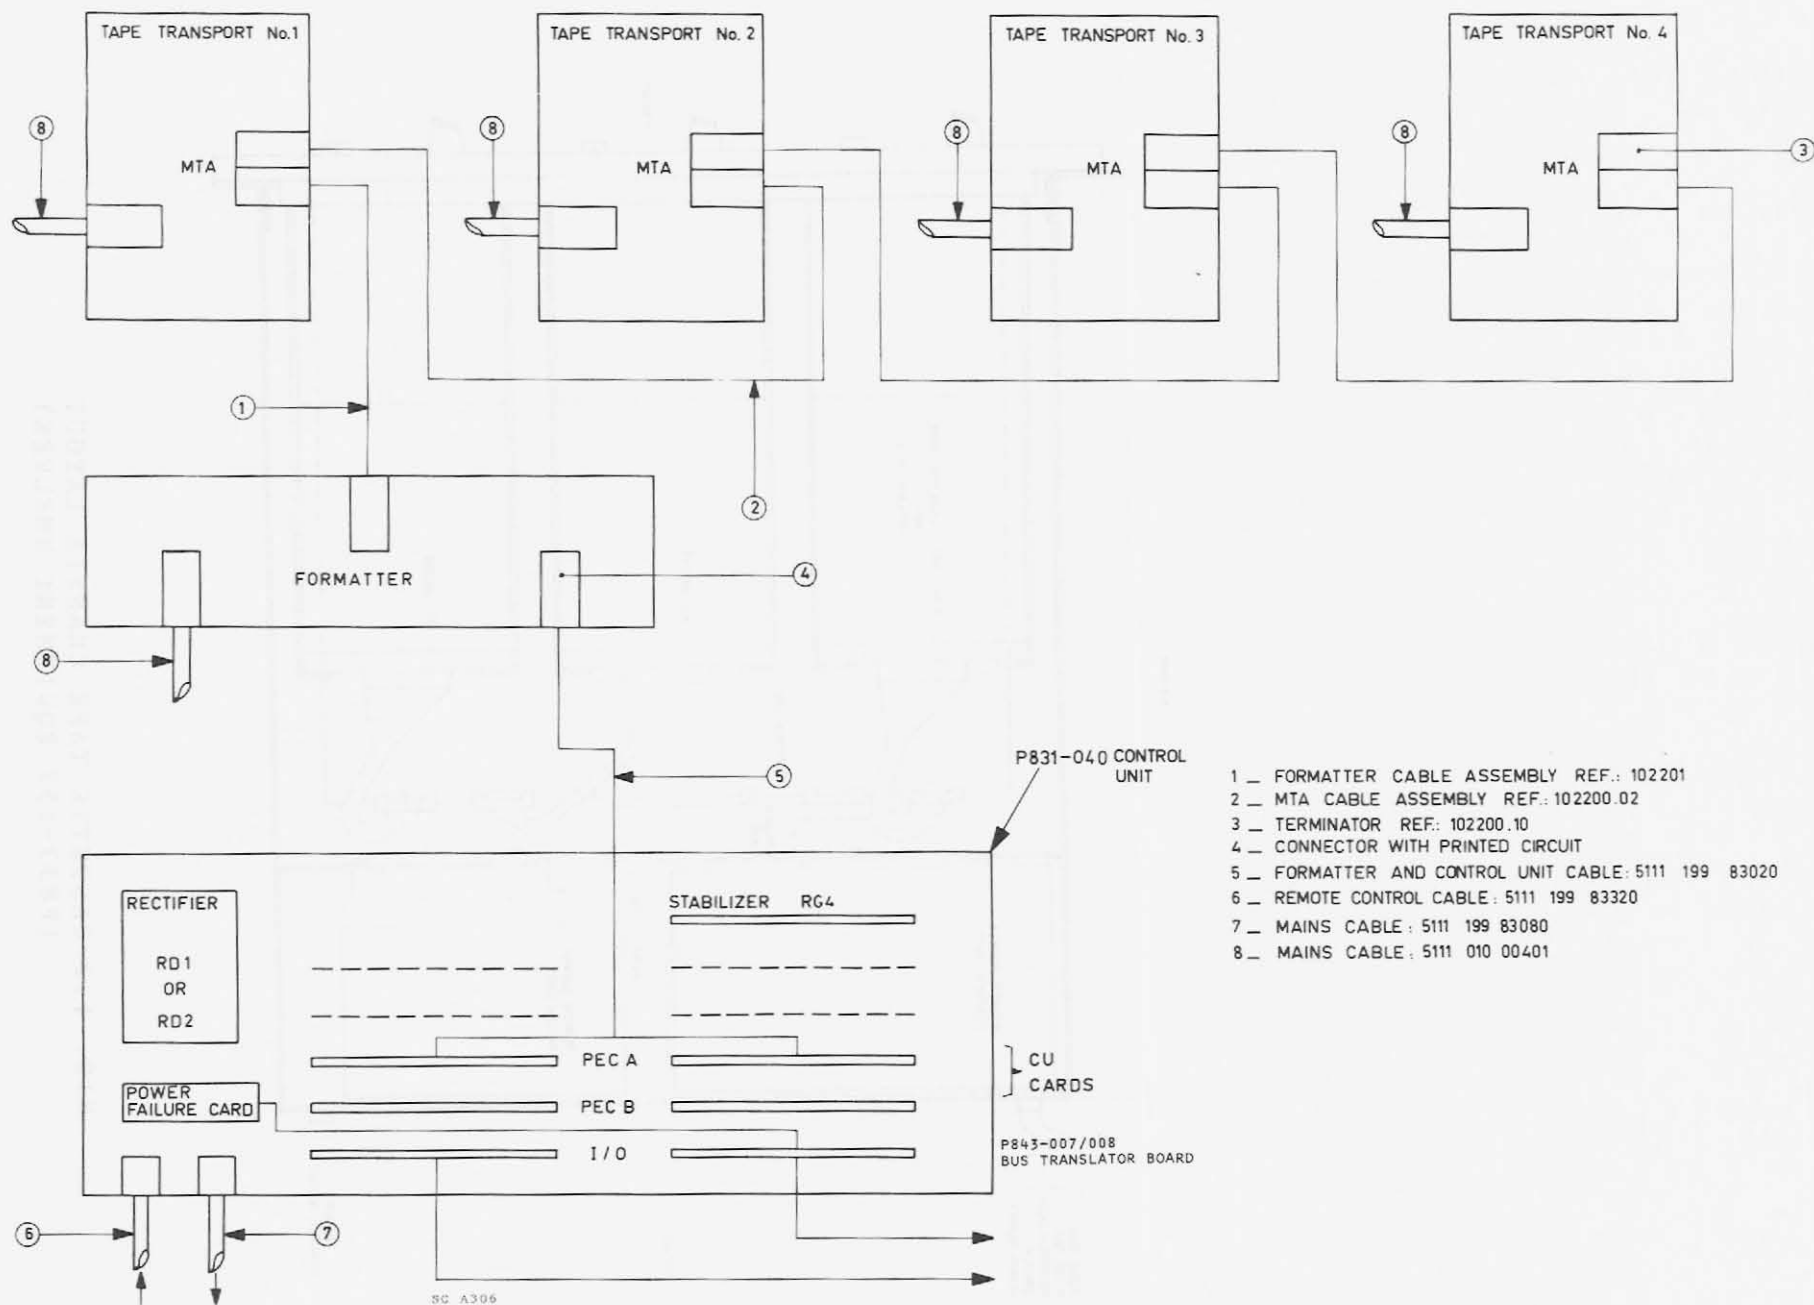 TAPE TRANSPORT No.1
TAPE TRANSPORT No. 2
TAPE TRANSPORT No. 3
TAPE TRANSPORT No. 4
8
8
8
8
3
MTA
MTA
MTA
MTA
1
2
FORMATTER
4
8
5
P831-040 CONTROL
UNIT
1 _ FORMATTER CABLE ASSEMBLY REF.: 102201
2 _ MTA CABLE ASSEMBLY REF.: 102200.02
3 _ TERMINATOR REF.: 102200.10
4 _ CONNECTOR WITH PRINTED CIRCUIT
5 _ FORMATTER AND CONTROL UNIT CABLE: 5111 199 83020
6 _ REMOTE CONTROL CABLE: 5111 199 83320
7 _ MAINS CABLE: 5111 199 83080
8 _ MAINS CABLE: 5111 010 00401
RECTIFIER
RD1
OR
RD2
STABILIZER RG4
PEC A
CU
CARDS
POWER
FAILURE CARD
PEC B
I/O
P843-007/008
BUS TRANSLATOR BOARD
6
7
SC A306